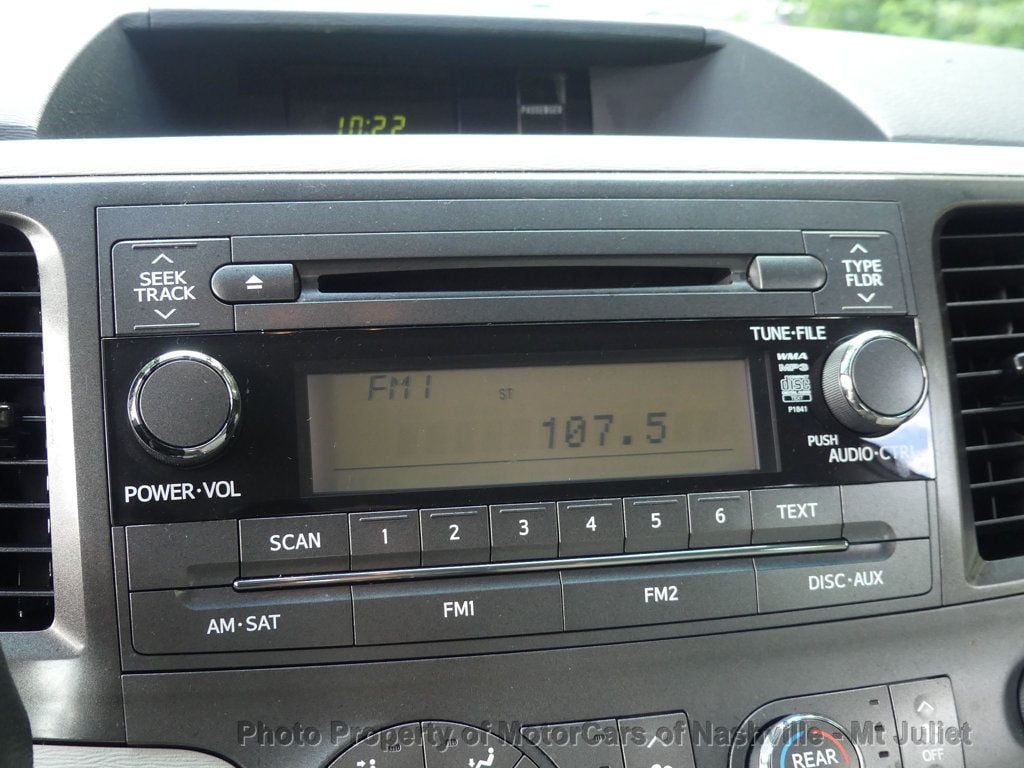 10:22
PASSENGER
SEEK
TRACK
TYPE
FLDR
TUNE•FILE
WMA
MP3
disc
TEXT
P1841
FM1
ST
107.5
PUSH
AUDIO•CTRL
POWER•VOL
SCAN
1
2
3
4
5
6
TEXT
AM•SAT
FM1
FM2
DISC•AUX
REAR
OFF
Photo Property of MotorCars of Nashville - Mt Juliet